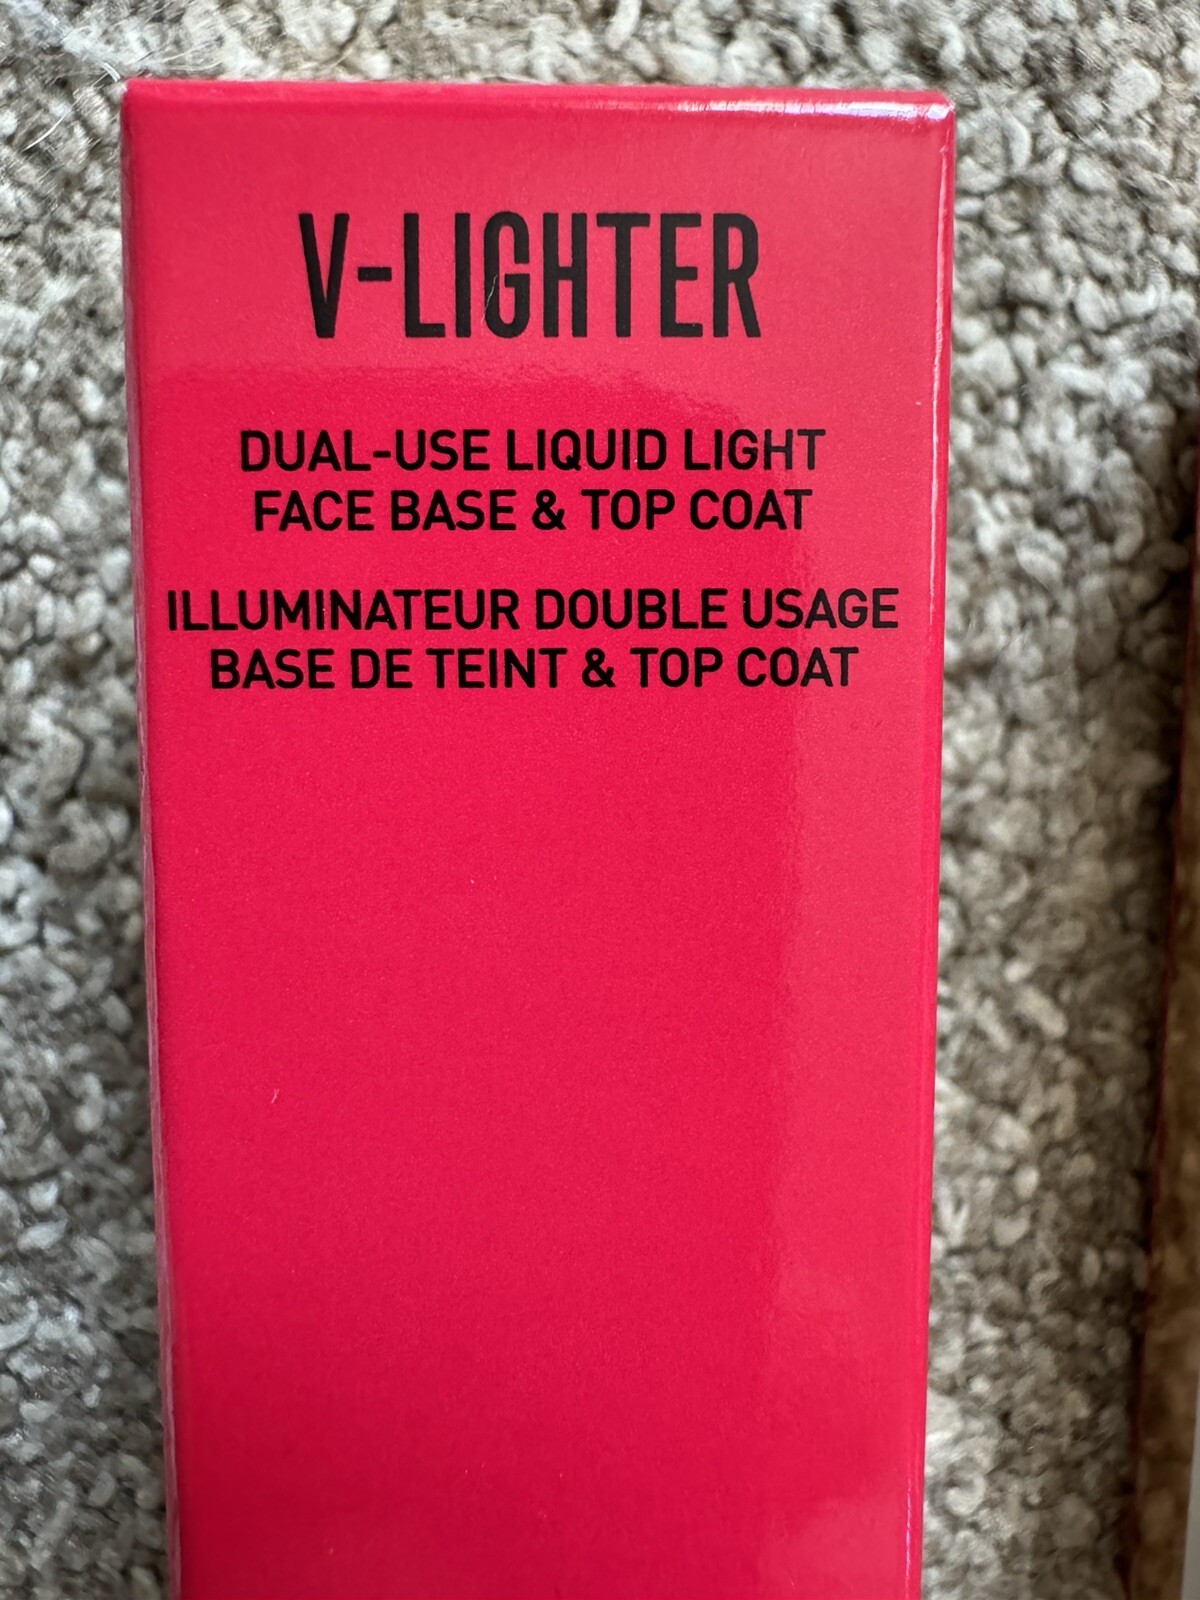 V-LIGHTER
DUAL-USE LIQUID LIGHT
FACE BASE & TOP COAT
ILLUMINATEUR DOUBLE USAGE
BASE DE TEINT & TOP COAT